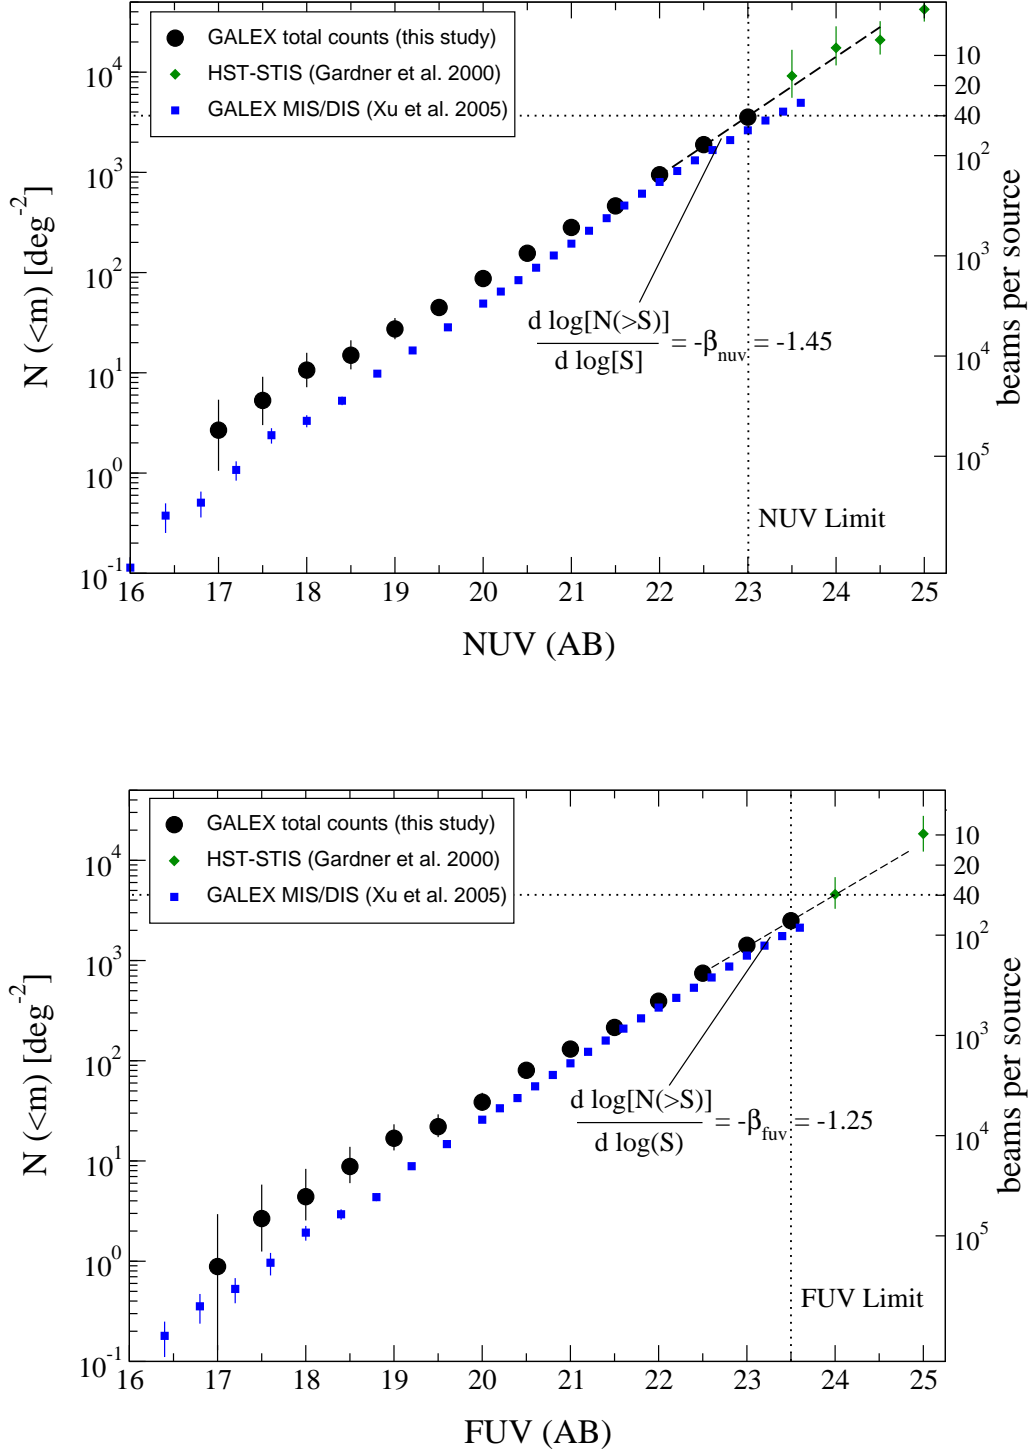 GALEX total counts (this study)
HST-STIS (Gardner et al. 2000)
GALEX MIS/DIS (Xu et al. 2005)
N (<m) [deg^-2]
10^4
10^3
10^2
10^1
10^0
10^-1
10
20
40
10^2
10^3
10^4
10^5
beams per source
d log[N(>S)]
d log[S]
= -β_nuv = -1.45
NUV Limit
16 17 18 19 20 21 22 23 24 25
NUV (AB)
GALEX total counts (this study)
HST-STIS (Gardner et al. 2000)
GALEX MIS/DIS (Xu et al. 2005)
N (<m) [deg^-2]
10^4
10^3
10^2
10^1
10^0
10^-1
10
20
40
10^2
10^3
10^4
10^5
beams per source
d log[N(>S)]
d log(S)
= -β_fuv = -1.25
FUV Limit
16 17 18 19 20 21 22 23 24 25
FUV (AB)